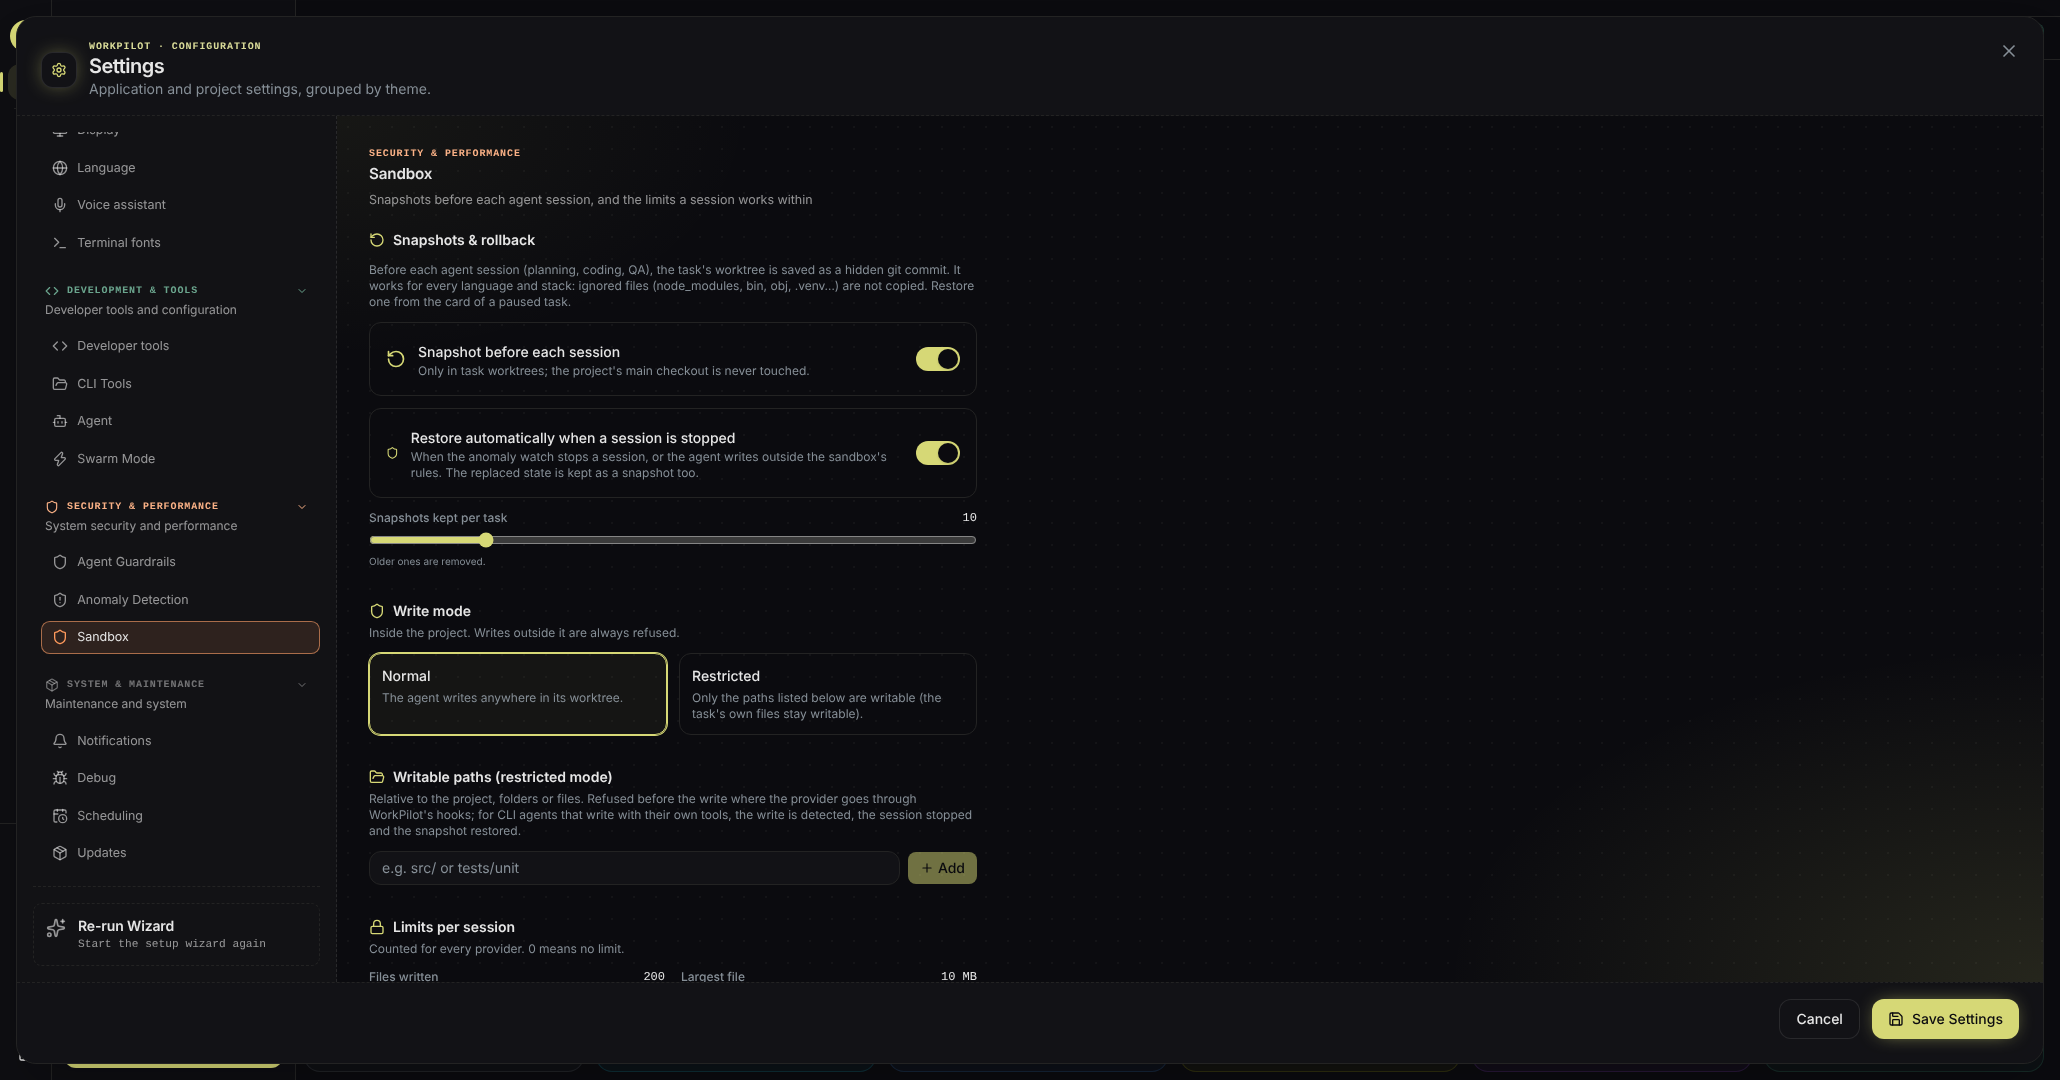 WORKPILOT · CONFIGURATION
Settings
Application and project settings, grouped by theme.
Display
Language
Voice assistant
Terminal fonts
DEVELOPMENT & TOOLS
Developer tools and configuration
Developer tools
CLI Tools
Agent
Swarm Mode
SECURITY & PERFORMANCE
System security and performance
Agent Guardrails
Anomaly Detection
Sandbox
SYSTEM & MAINTENANCE
Maintenance and system
Notifications
Debug
Scheduling
Updates
Re-run Wizard
Start the setup wizard again
SECURITY & PERFORMANCE
Sandbox
Snapshots before each agent session, and the limits a session works within
Snapshots & rollback
Before each agent session (planning, coding, QA), the task's worktree is saved as a hidden git commit. It
works for every language and stack: ignored files (node_modules, bin, obj, .venv...) are not copied. Restore
one from the card of a paused task.
Snapshot before each session
Only in task worktrees; the project's main checkout is never touched.
Restore automatically when a session is stopped
When the anomaly watch stops a session, or the agent writes outside the sandbox's
rules. The replaced state is kept as a snapshot too.
Snapshots kept per task 10
Older ones are removed.
Write mode
Inside the project. Writes outside it are always refused.
Normal
The agent writes anywhere in its worktree.
Restricted
Only the paths listed below are writable (the
task's own files stay writable).
Writable paths (restricted mode)
Relative to the project, folders or files. Refused before the write where the provider goes through
WorkPilot's hooks; for CLI agents that write with their own tools, the write is detected, the session stopped
and the snapshot restored.
e.g. src/ or tests/unit
+ Add
Limits per session
Counted for every provider. 0 means no limit.
Files written 200 Largest file 10 MB
Cancel
Save Settings